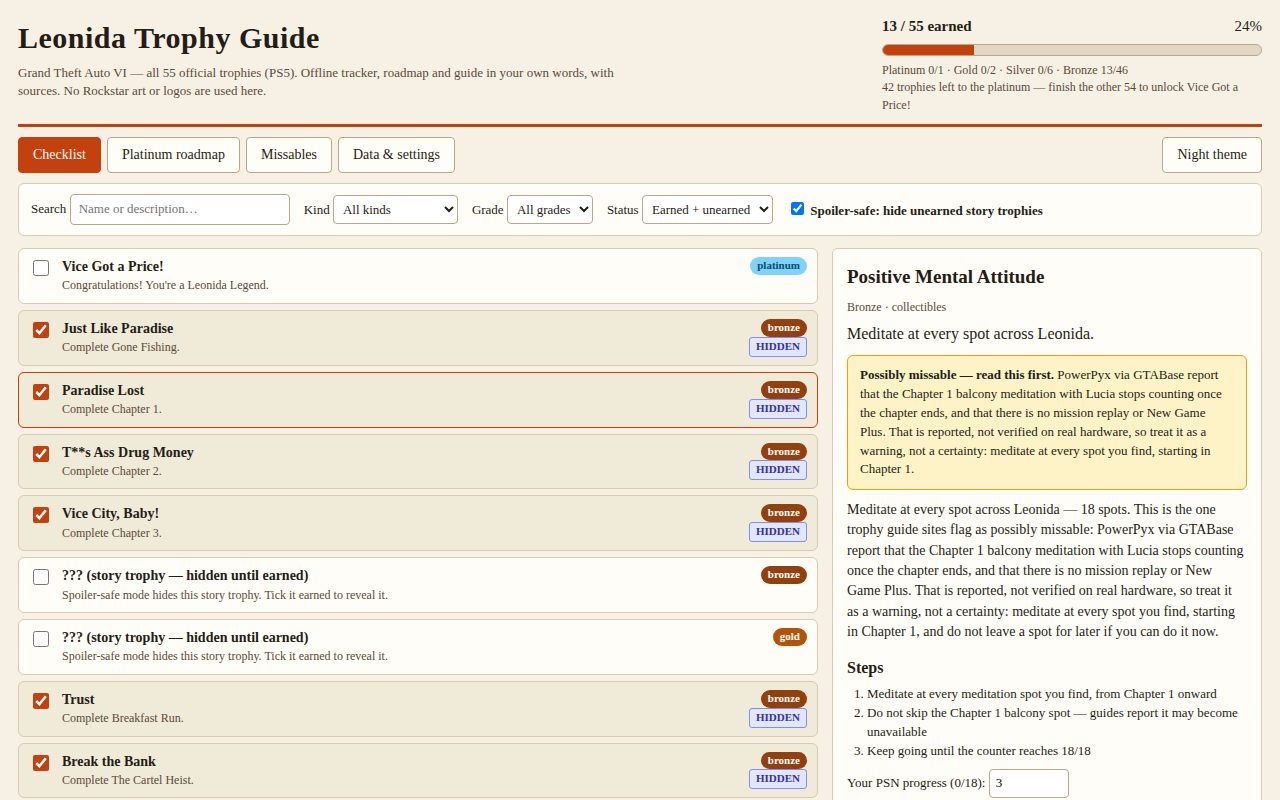 Leonida Trophy Guide
Grand Theft Auto VI — all 55 official trophies (PS5). Offline tracker, roadmap and guide in your own words, with
sources. No Rockstar art or logos are used here.
13 / 55 earned 24%
Platinum 0/1 · Gold 0/2 · Silver 0/6 · Bronze 13/46
42 trophies left to the platinum — finish the other 54 to unlock Vice Got a
Price!
Checklist Platinum roadmap Missables Data & settings Night theme
Search Name or description… Kind All kinds Grade All grades Status Earned + unearned Spoiler-safe: hide unearned story trophies
Vice Got a Price! platinum
Congratulations! You're a Leonida Legend.
Just Like Paradise bronze
Complete Gone Fishing. HIDDEN
Paradise Lost bronze
Complete Chapter 1. HIDDEN
T**s Ass Drug Money bronze
Complete Chapter 2. HIDDEN
Vice City, Baby! bronze
Complete Chapter 3. HIDDEN
??? (story trophy — hidden until earned) bronze
Spoiler-safe mode hides this story trophy. Tick it earned to reveal it.
??? (story trophy — hidden until earned) gold
Spoiler-safe mode hides this story trophy. Tick it earned to reveal it.
Trust bronze
Complete Breakfast Run. HIDDEN
Break the Bank bronze
Complete The Cartel Heist. HIDDEN
Positive Mental Attitude
Bronze · collectibles
Meditate at every spot across Leonida.
Possibly missable — read this first. PowerPyx via GTABase report
that the Chapter 1 balcony meditation with Lucia stops counting once
the chapter ends, and that there is no mission replay or New Game
Plus. That is reported, not verified on real hardware, so treat it as a
warning, not a certainty: meditate at every spot you find, starting in
Chapter 1.
Meditate at every spot across Leonida — 18 spots. This is the one
trophy guide sites flag as possibly missable: PowerPyx via GTABase
report that the Chapter 1 balcony meditation with Lucia stops counting
once the chapter ends, and that there is no mission replay or New
Game Plus. That is reported, not verified on real hardware, so treat it
as a warning, not a certainty: meditate at every spot you find, starting
in Chapter 1, and do not leave a spot for later if you can do it now.
Steps
1. Meditate at every meditation spot you find, from Chapter 1 onward
2. Do not skip the Chapter 1 balcony spot — guides report it may become
unavailable
3. Keep going until the counter reaches 18/18
Your PSN progress (0/18): 3